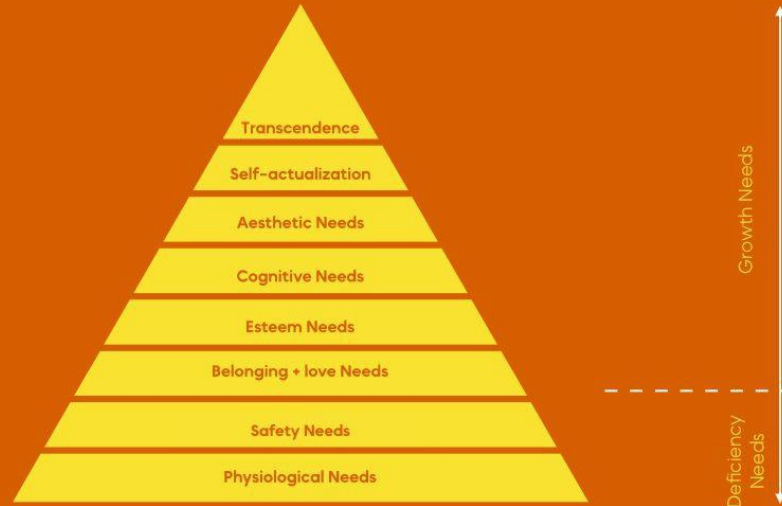 Transcendence
Self-actualization
Aesthetic Needs
Cognitive Needs
Esteem Needs
Belonging + love Needs
Safety Needs
Physiological Needs
Growth Needs
Deficiency
Needs